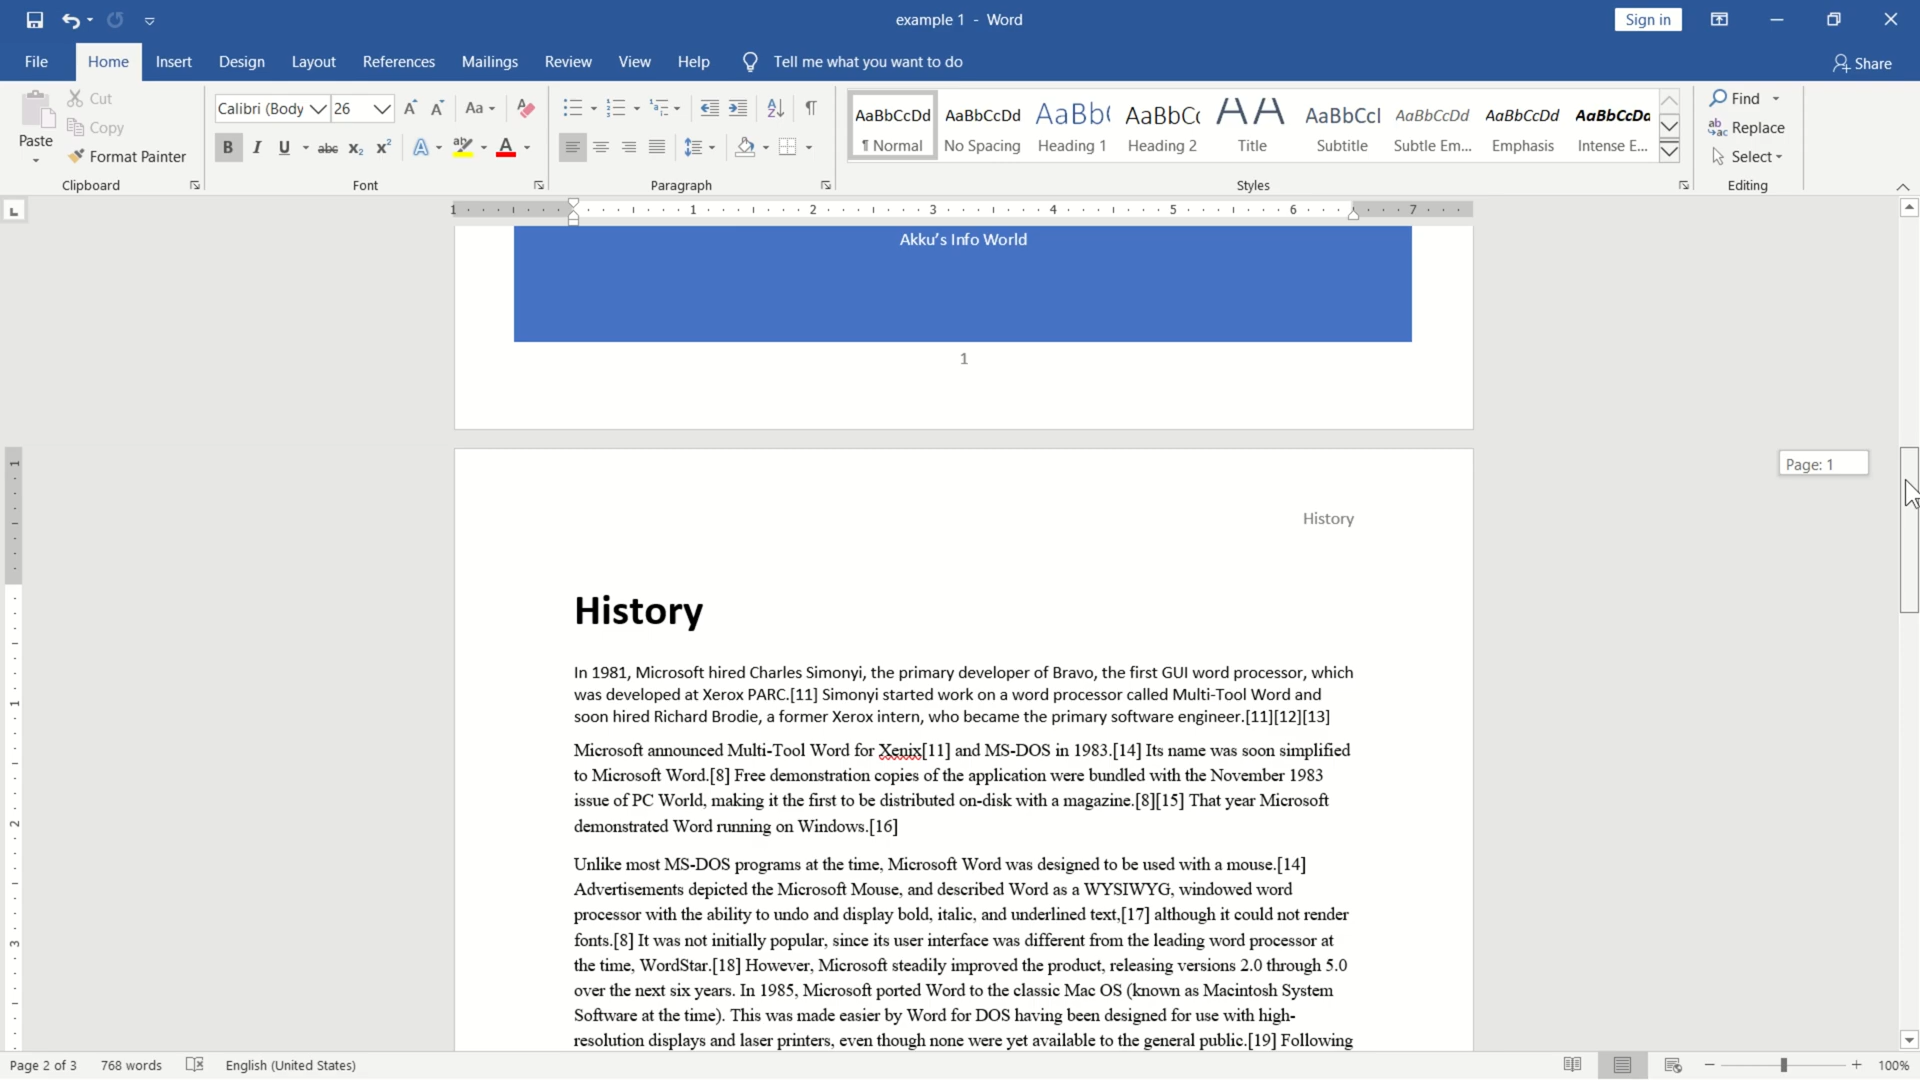 example 1 - Word
Sign in
File Home Insert Design Layout References Mailings Review View Help Tell me what you want to do
Share
Paste
Cut
Copy
Format Painter
Clipboard
Calibri (Body 26
Aa
Font
Paragraph
AaBbCcDd AaBbCcDd AaBb( AaBbCc AA AaBbCcl AaBbCcDd AaBbCcDd AaBbCcDc
¶ Normal No Spacing Heading 1 Heading 2 Title Subtitle Subtle Em... Emphasis Intense E...
Styles
Find
Replace
Select
Editing
1 1 2 3 4 5 6 7
Akku's Info World
1
Page: 1
History
History
In 1981, Microsoft hired Charles Simonyi, the primary developer of Bravo, the first GUI word processor, which
was developed at Xerox PARC.[11] Simonyi started work on a word processor called Multi-Tool Word and
soon hired Richard Brodie, a former Xerox intern, who became the primary software engineer.[11][12][13]
Microsoft announced Multi-Tool Word for Xenix[11] and MS-DOS in 1983.[14] Its name was soon simplified
to Microsoft Word.[8] Free demonstration copies of the application were bundled with the November 1983
issue of PC World, making it the first to be distributed on-disk with a magazine.[8][15] That year Microsoft
demonstrated Word running on Windows.[16]
Unlike most MS-DOS programs at the time, Microsoft Word was designed to be used with a mouse.[14]
Advertisements depicted the Microsoft Mouse, and described Word as a WYSIWYG, windowed word
processor with the ability to undo and display bold, italic, and underlined text,[17] although it could not render
fonts.[8] It was not initially popular, since its user interface was different from the leading word processor at
the time, WordStar.[18] However, Microsoft steadily improved the product, releasing versions 2.0 through 5.0
over the next six years. In 1985, Microsoft ported Word to the classic Mac OS (known as Macintosh System
Software at the time). This was made easier by Word for DOS having been designed for use with high-
resolution displays and laser printers, even though none were yet available to the general public.[19] Following
Page 2 of 3 768 words English (United States) 100%